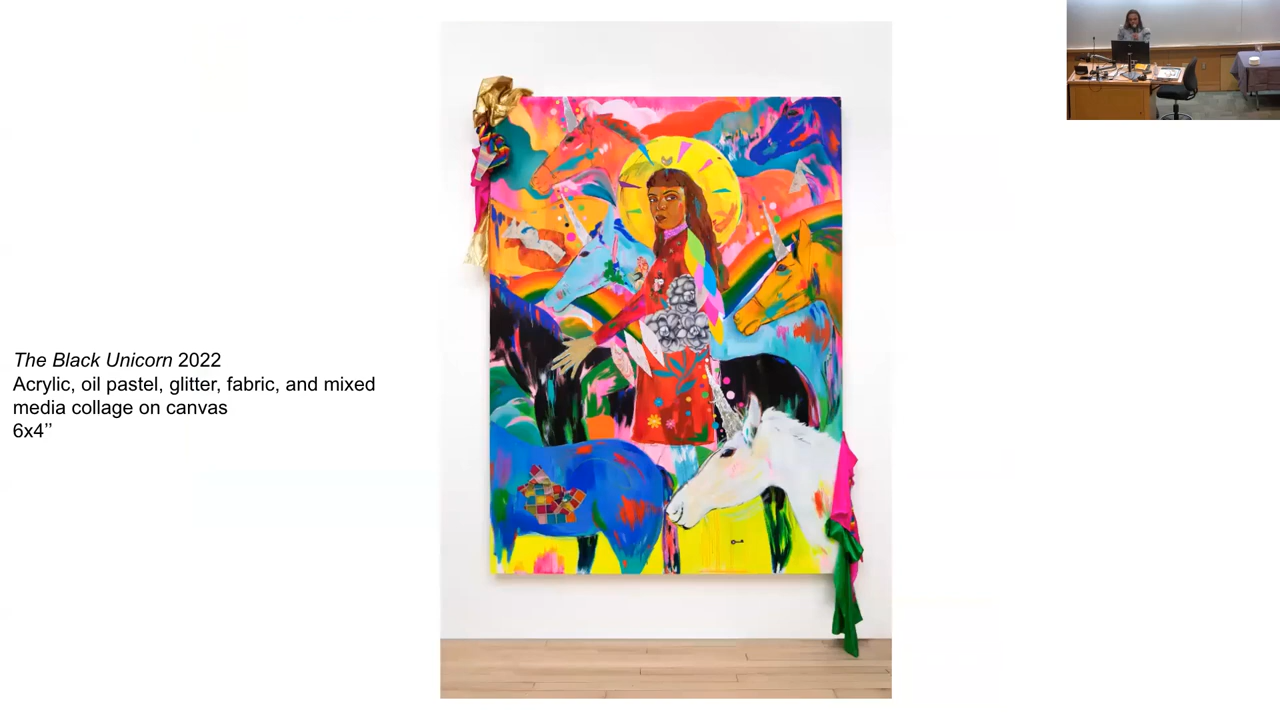 The Black Unicorn 2022
Acrylic, oil pastel, glitter, fabric, and mixed
media collage on canvas
6x4’’